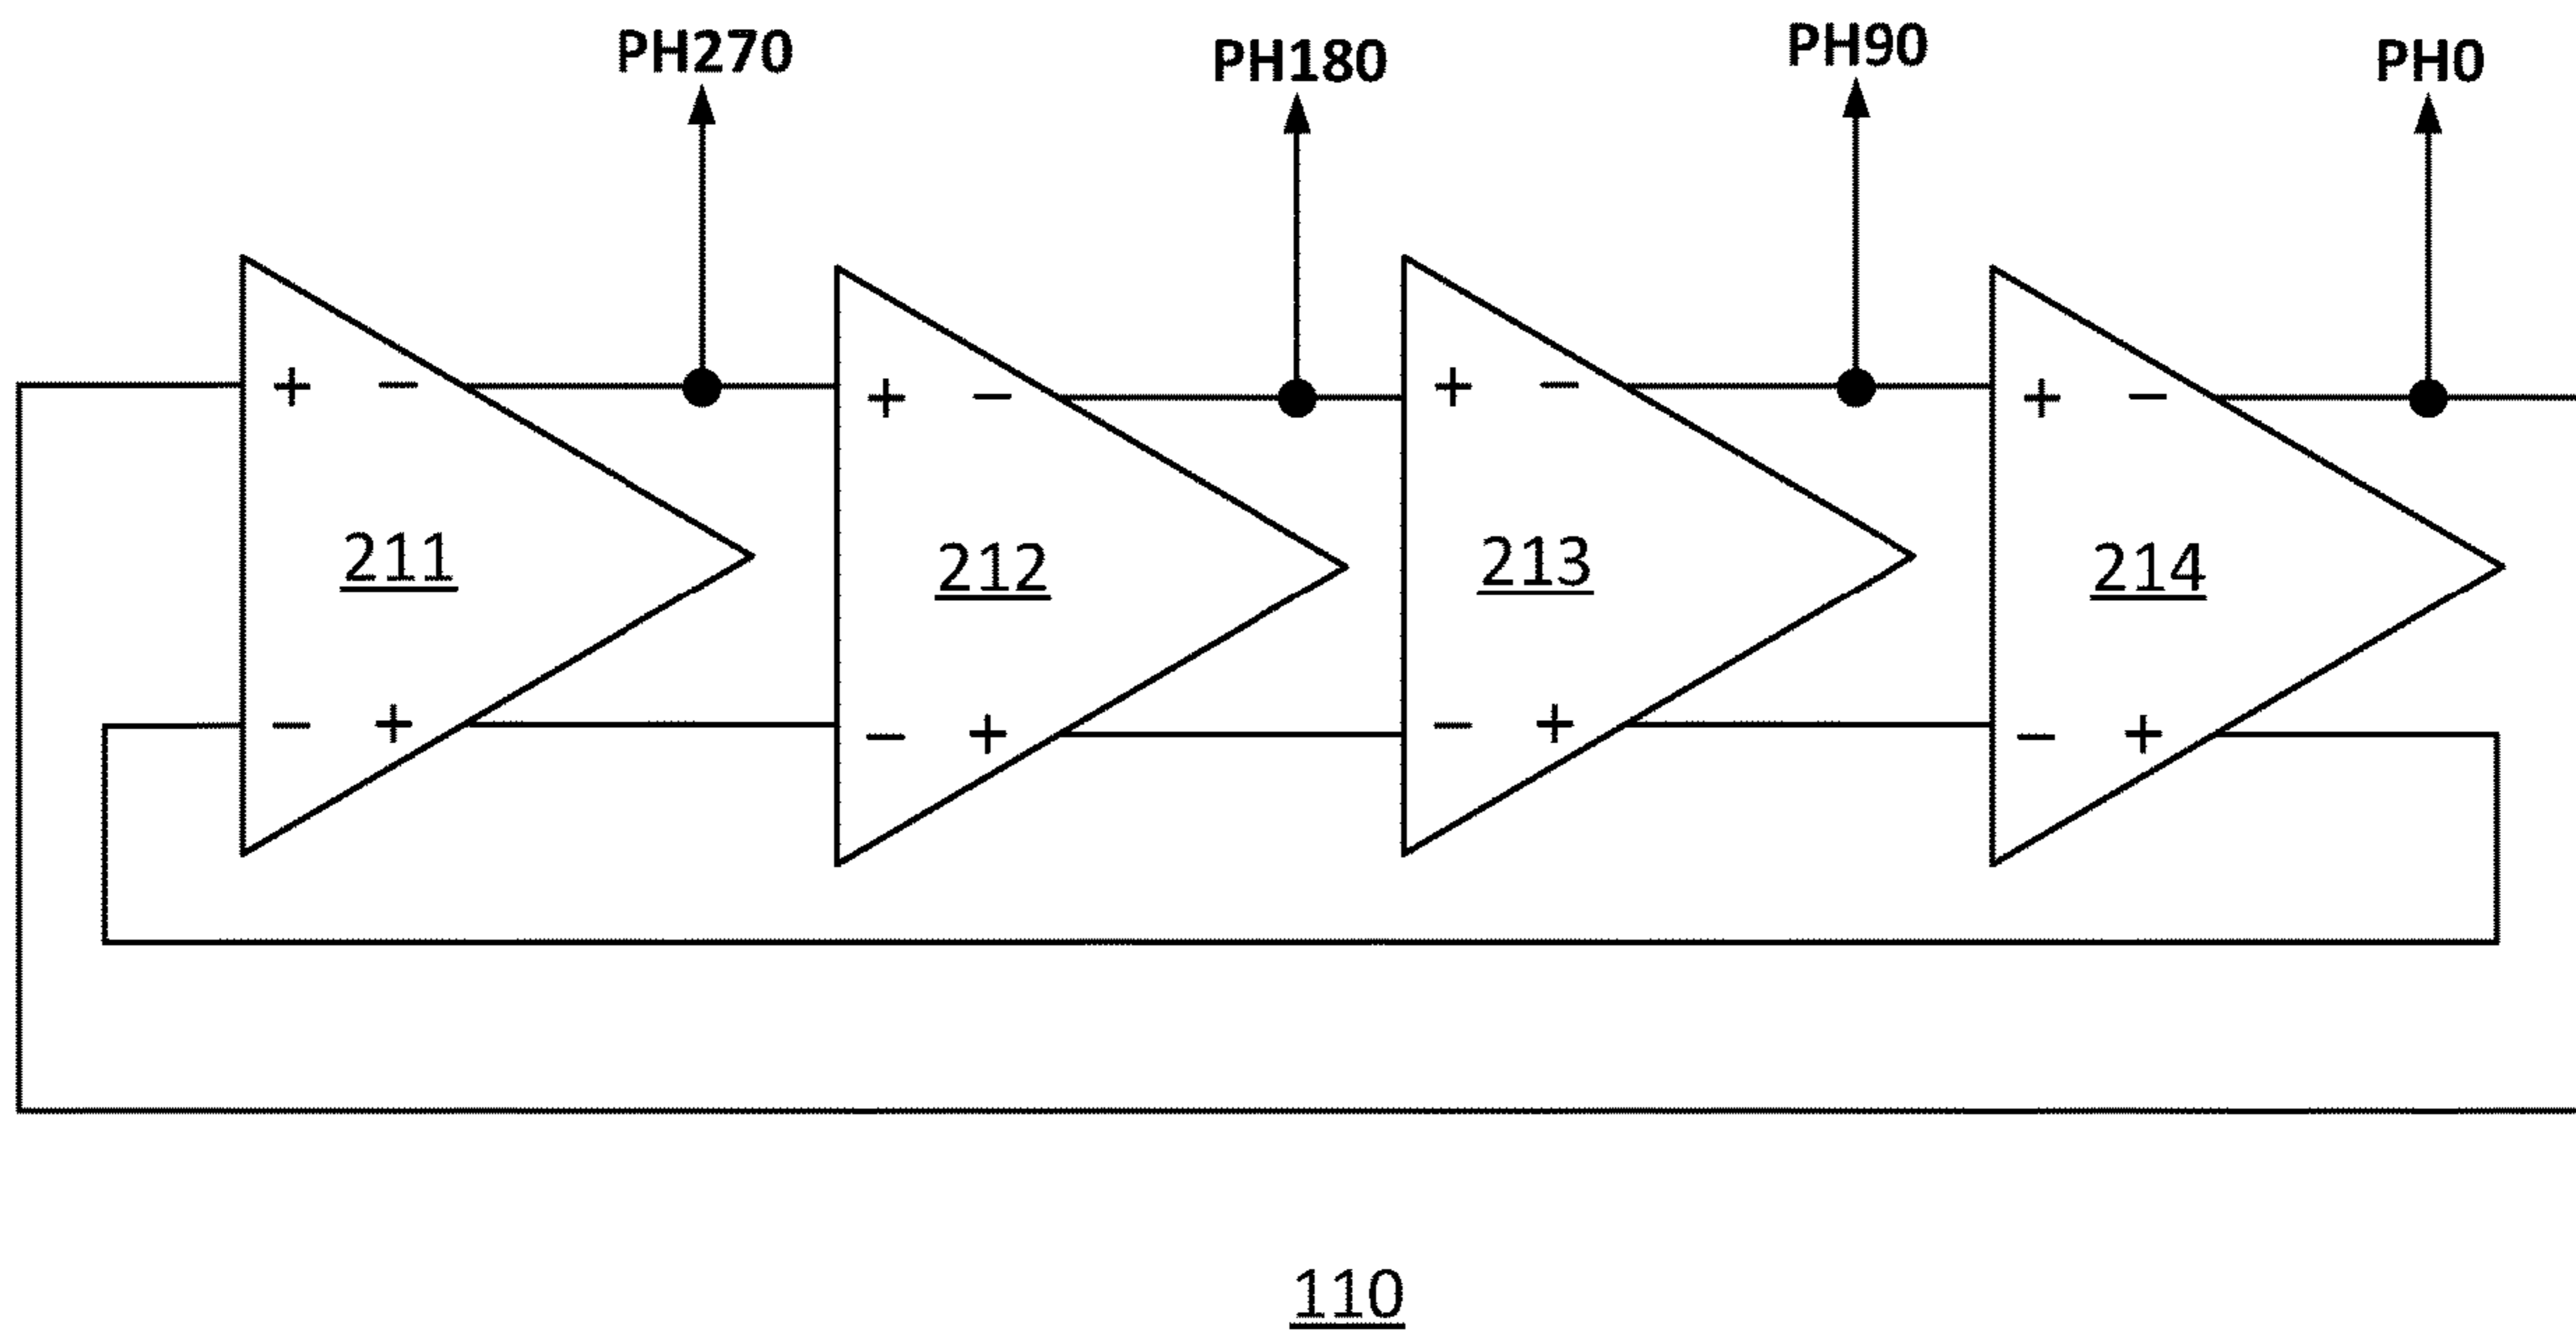 PH270 PH180 PH90 PH0
+ − + − + − + −
211 212 213 214
− + − + − + − +
110